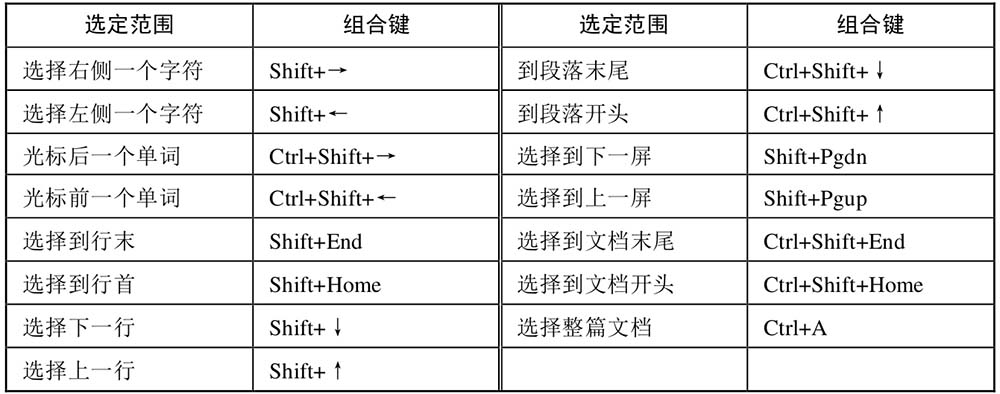 选定范围 组合键 选定范围 组合键
选择右侧一个字符 Shift+→ 到段落末尾 Ctrl+Shift+↓
选择左侧一个字符 Shift+← 到段落开头 Ctrl+Shift+↑
光标后一个单词 Ctrl+Shift+→ 选择到下一屏 Shift+Pgdn
光标前一个单词 Ctrl+Shift+← 选择到上一屏 Shift+Pgup
选择到行末 Shift+End 选择到文档末尾 Ctrl+Shift+End
选择到行首 Shift+Home 选择到文档开头 Ctrl+Shift+Home
选择下一行 Shift+↓ 选择整篇文档 Ctrl+A
选择上一行 Shift+↑